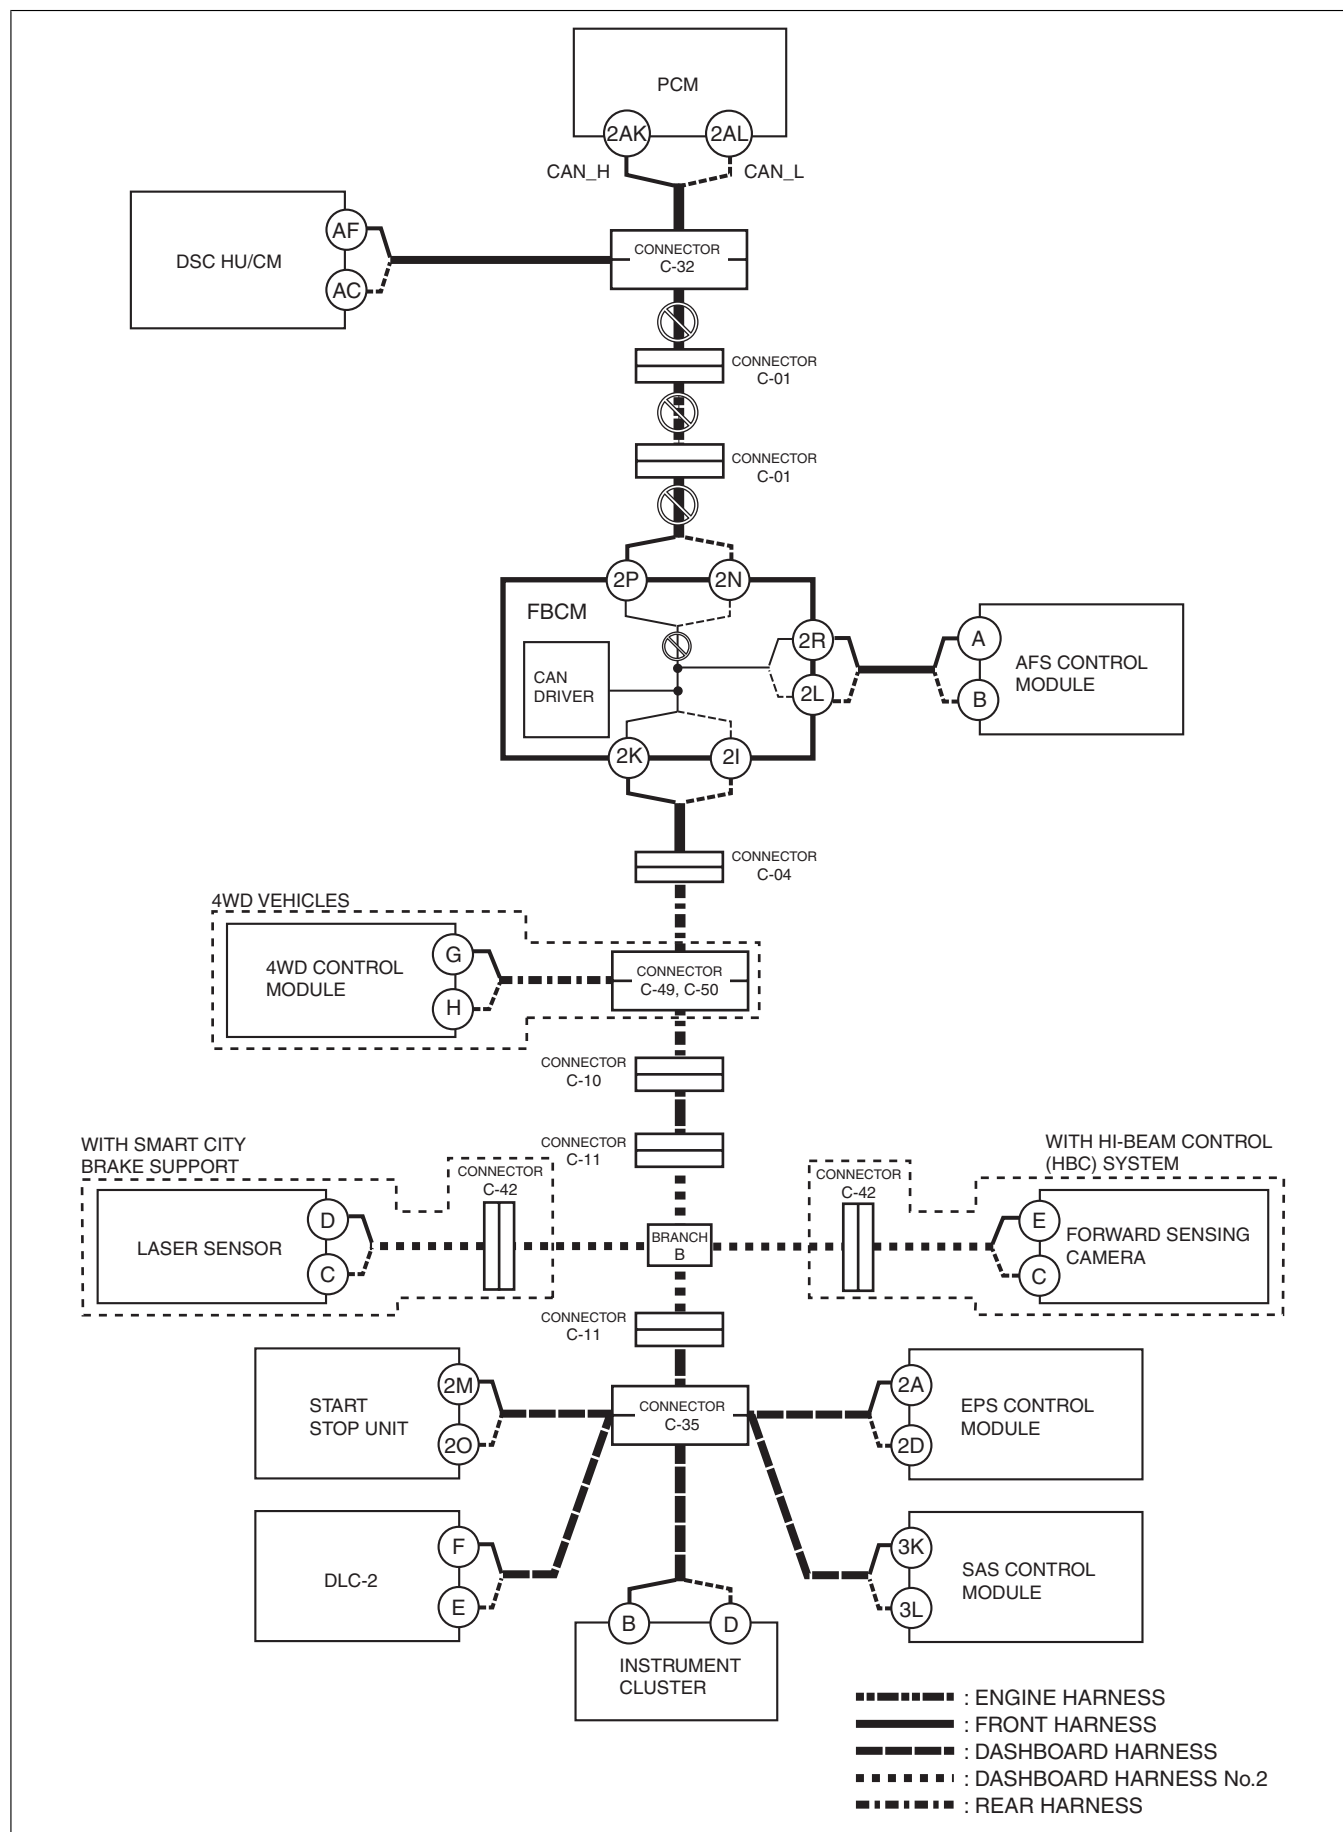 PCM
2AK
2AL
CAN_H
CAN_L
AF
DSC HU/CM
AC
CONNECTOR
C-32
CONNECTOR
C-01
CONNECTOR
C-01
2P
2N
FBCM
2R
A
AFS CONTROL
MODULE
CAN
DRIVER
2L
B
2K
2I
CONNECTOR
C-04
4WD VEHICLES
G
4WD CONTROL
MODULE
H
CONNECTOR
C-49, C-50
CONNECTOR
C-10
CONNECTOR
C-11
WITH SMART CITY
BRAKE SUPPORT
CONNECTOR
C-42
D
LASER SENSOR
C
BRANCH
B
WITH HI-BEAM CONTROL
(HBC) SYSTEM
CONNECTOR
C-42
E
FORWARD SENSING
CAMERA
C
CONNECTOR
C-11
START
STOP UNIT
2M
2O
CONNECTOR
C-35
2A
EPS CONTROL
MODULE
2D
DLC-2
F
E
3K
SAS CONTROL
MODULE
3L
B
D
INSTRUMENT
CLUSTER
: ENGINE HARNESS
: FRONT HARNESS
: DASHBOARD HARNESS
: DASHBOARD HARNESS No.2
: REAR HARNESS